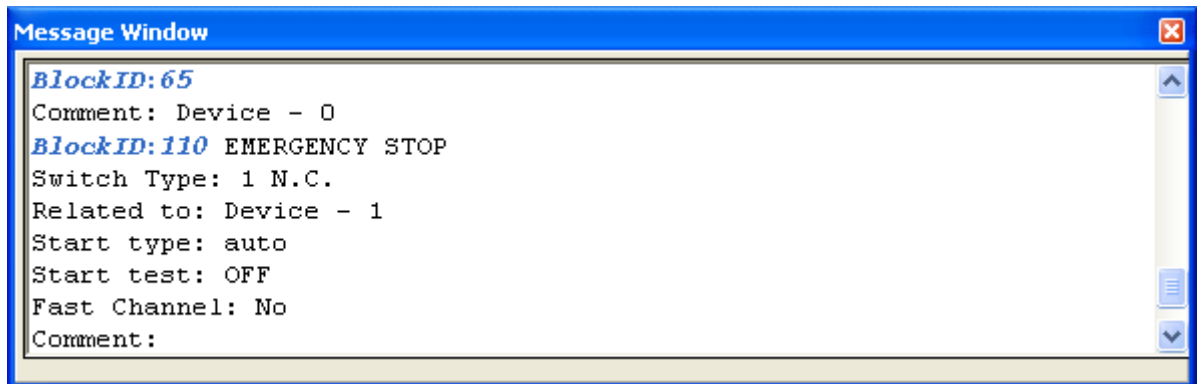 Message Window
BlockID:65
Comment: Device - 0
BlockID:110 EMERGENCY STOP
Switch Type: 1 N.C.
Related to: Device - 1
Start type: auto
Start test: OFF
Fast Channel: No
Comment: